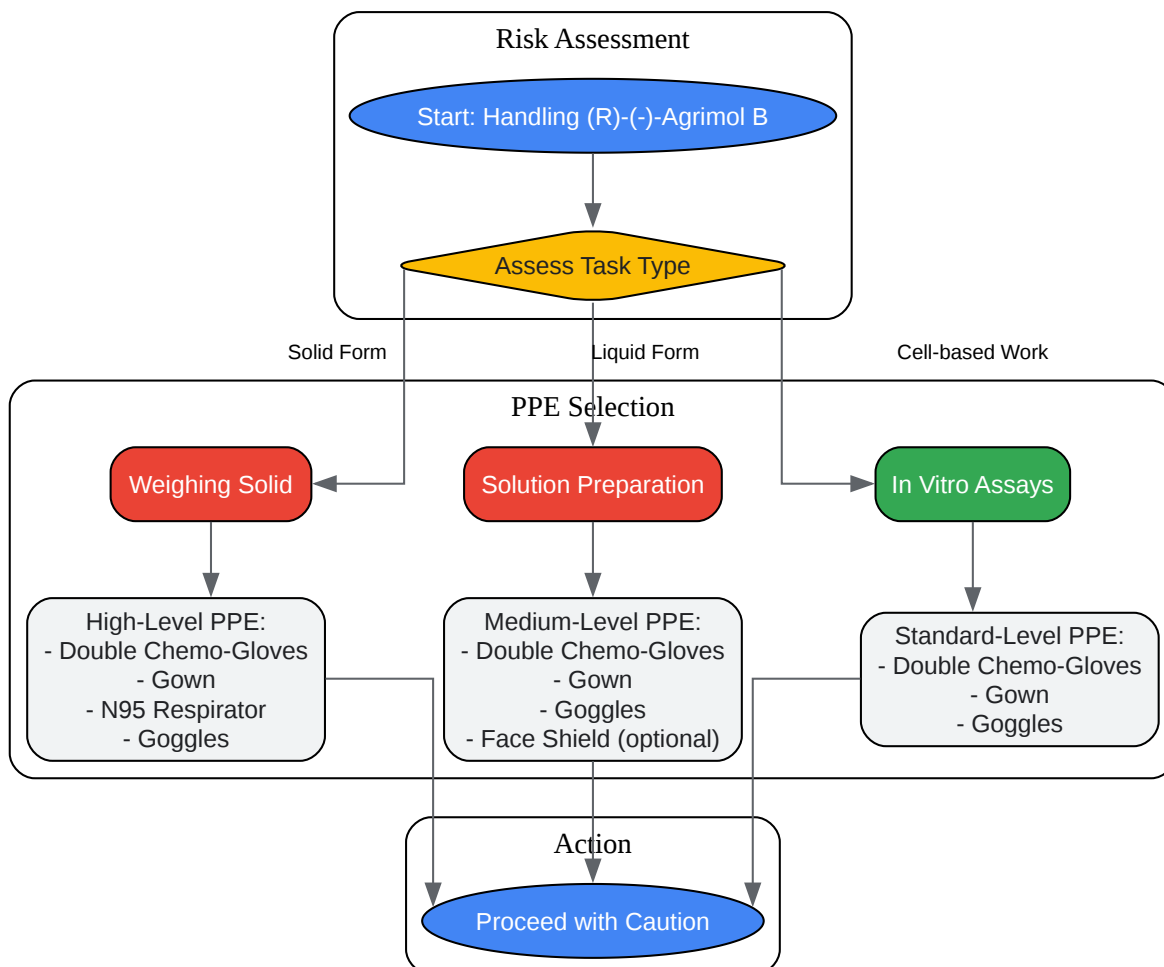 Risk Assessment
Start: Handling (R)-(-)-Agrimol B
Assess Task Type
Solid Form
Liquid Form
Cell-based Work
PPE Selection
Weighing Solid
Solution Preparation
In Vitro Assays
High-Level PPE:
- Double Chemo-Gloves
- Gown
- N95 Respirator
- Goggles
Medium-Level PPE:
- Double Chemo-Gloves
- Gown
- Goggles
- Face Shield (optional)
Standard-Level PPE:
- Double Chemo-Gloves
- Gown
- Goggles
Action
Proceed with Caution